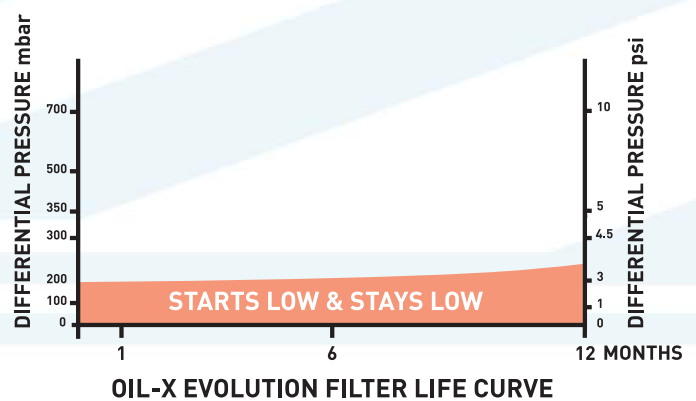 DIFFERENTIAL PRESSURE mbar
700
500
350
300
200
100
0
STARTS LOW & STAYS LOW
10
5
4.5
3
1
0
DIFFERENTIAL PRESSURE psi
1 6 12 MONTHS
OIL-X EVOLUTION FILTER LIFE CURVE